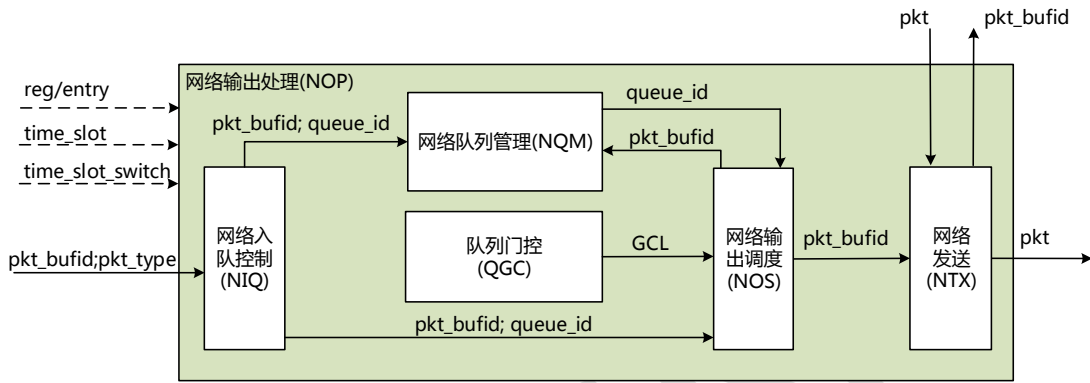 pkt
pkt_bufid
网络输出处理(NOP)
reg/entry
time_slot
time_slot_switch
pkt_bufid;pkt_type
pkt_bufid; queue_id
网络队列管理(NQM)
queue_id
pkt_bufid
网络入
队控制
(NIQ)
队列门控
(QGC)
GCL
网络输
出调度
(NOS)
pkt_bufid
网络
发送
(NTX)
pkt
pkt_bufid; queue_id